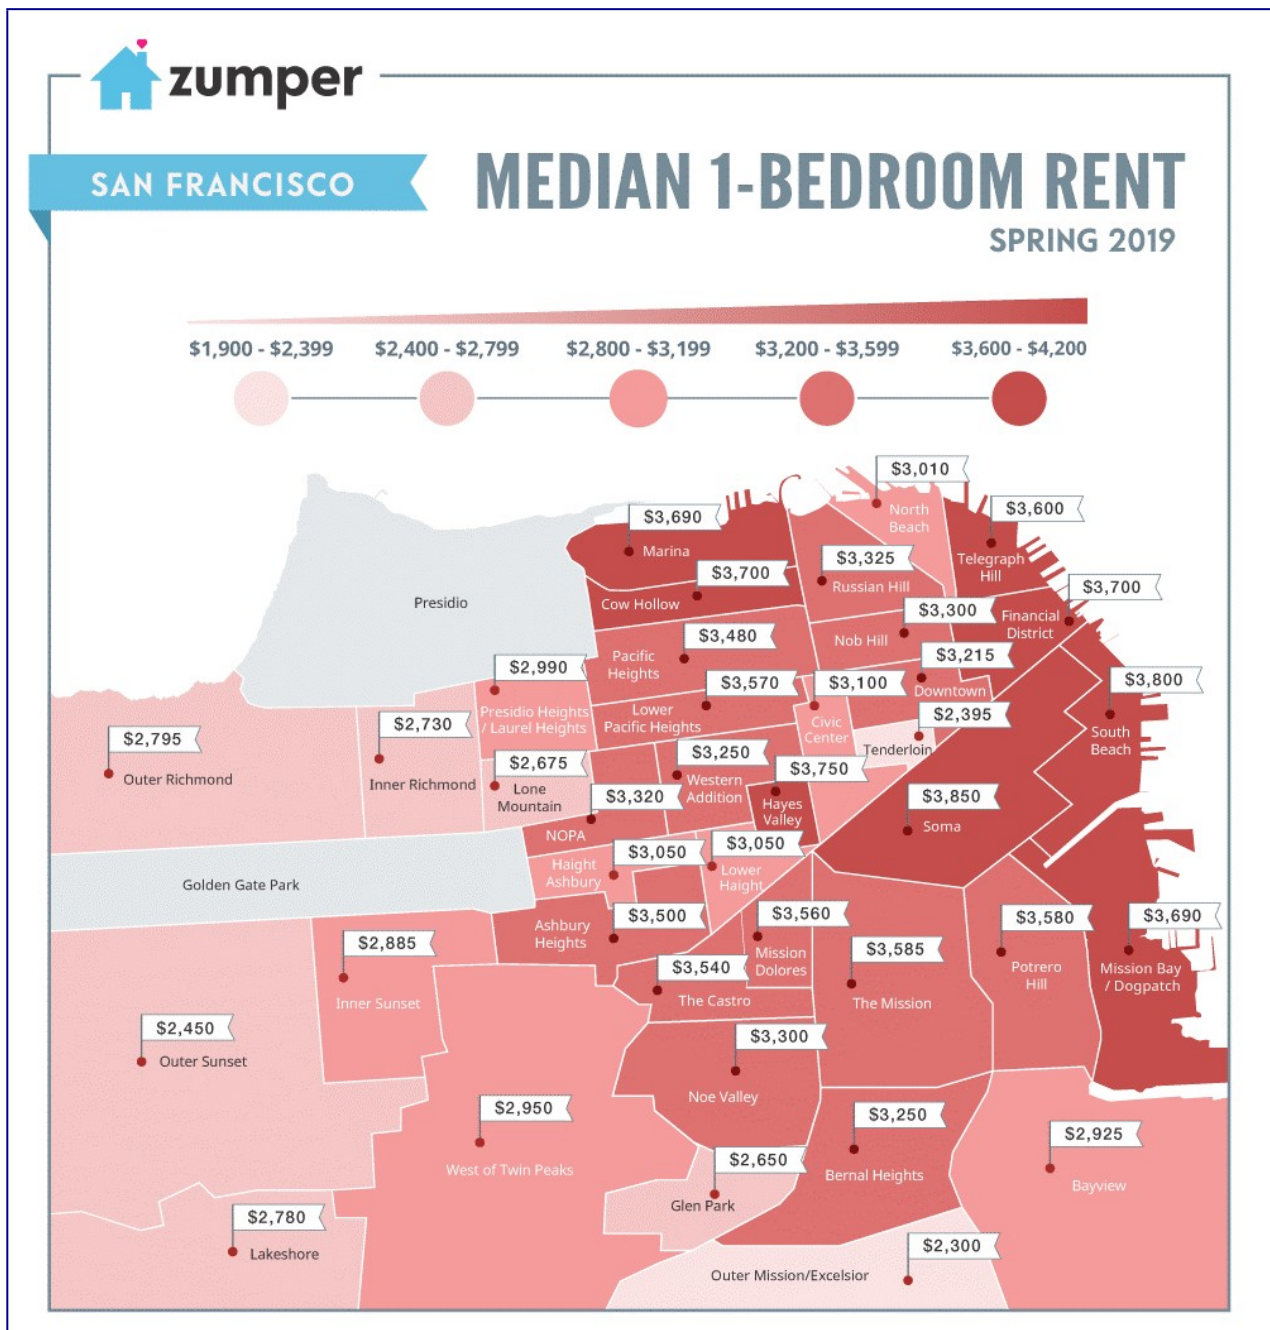 zumper
SAN FRANCISCO
MEDIAN 1-BEDROOM RENT
SPRING 2019
$1,900 - $2,399
$2,400 - $2,799
$2,800 - $3,199
$3,200 - $3,599
$3,600 - $4,200
$3,010
North
Beach
$3,600
Telegraph
Hill
$3,690
Marina
$3,325
Russian Hill
$3,700
Cow Hollow
$3,700
Financial
District
Presidio
$3,300
Nob Hill
$3,480
Pacific
Heights
$3,215
Downtown
$2,990
Presidio Heights
/ Laurel Heights
$3,570
Lower
Pacific Heights
$3,100
Civic
Center
$3,800
South
Beach
$2,395
Tenderloin
$2,795
Outer Richmond
$2,730
Inner Richmond
$2,675
Lone
Mountain
$3,250
Western
Addition
$3,750
Hayes
Valley
$3,320
NOPA
$3,850
Soma
$3,050
Haight
Ashbury
$3,050
Lower
Haight
Golden Gate Park
$3,500
Ashbury
Heights
$3,560
Mission
Dolores
$3,580
Potrero
Hill
$3,690
Mission Bay
/ Dogpatch
$2,885
Inner Sunset
$3,540
The Castro
$3,585
The Mission
$2,450
Outer Sunset
$3,300
Noe Valley
$2,950
West of Twin Peaks
$3,250
Bernal Heights
$2,925
Bayview
$2,650
Glen Park
$2,780
Lakeshore
$2,300
Outer Mission/Excelsior